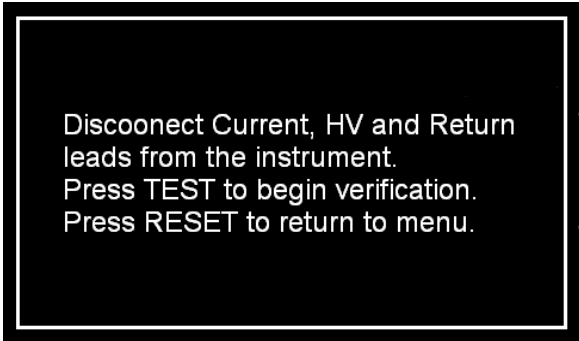 Discoonect Current, HV and Return
leads from the instrument.
Press TEST to begin verification.
Press RESET to return to menu.